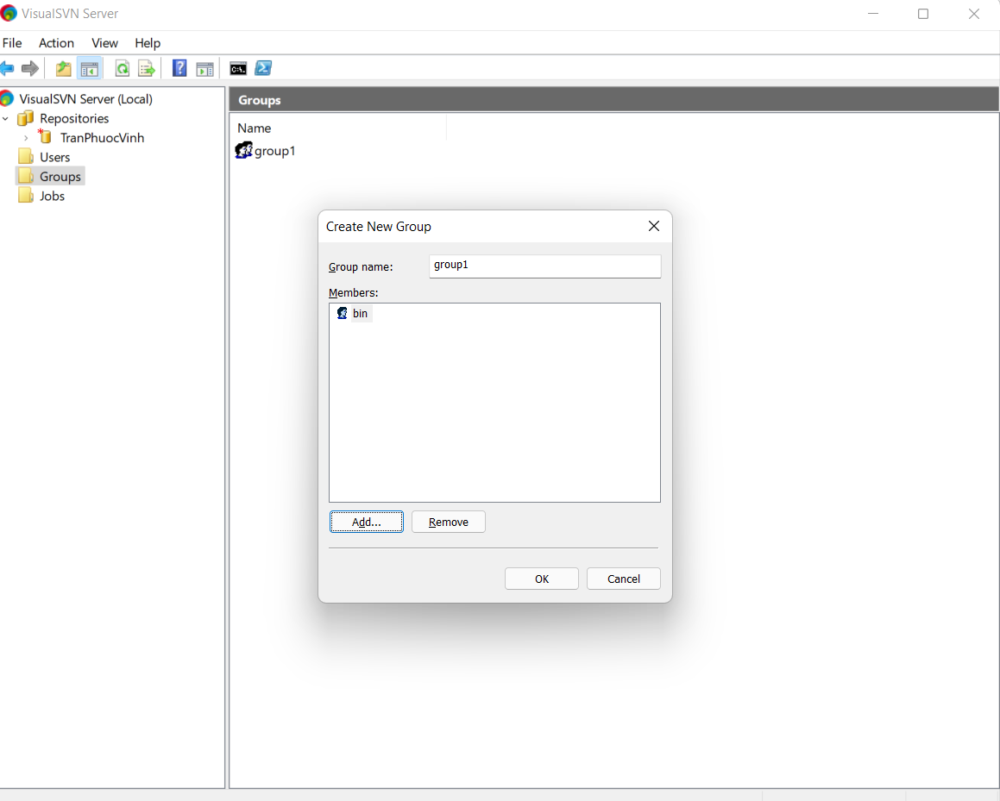 VisualSVN Server
File Action View Help
C:\.
VisualSVN Server (Local)
Repositories
TranPhuocVinh
Users
Groups
Jobs
Groups
Name
group1
Create New Group
Group name: group1
Members:
bin
Add... Remove
OK Cancel